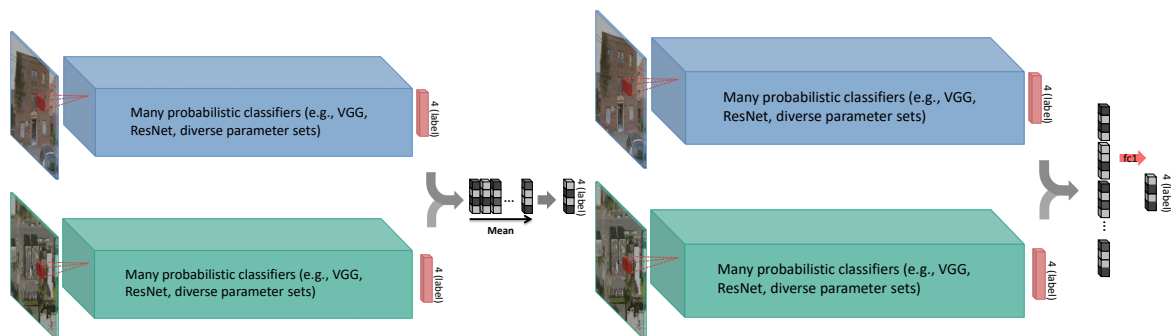 Many probabilistic classifiers (e.g., VGG,
ResNet, diverse parameter sets)
4 (label)
Many probabilistic classifiers (e.g., VGG,
ResNet, diverse parameter sets)
4 (label)
...
Mean
4 (label)
Many probabilistic classifiers (e.g., VGG,
ResNet, diverse parameter sets)
4 (label)
Many probabilistic classifiers (e.g., VGG,
ResNet, diverse parameter sets)
4 (label)
fc1
...
4 (label)